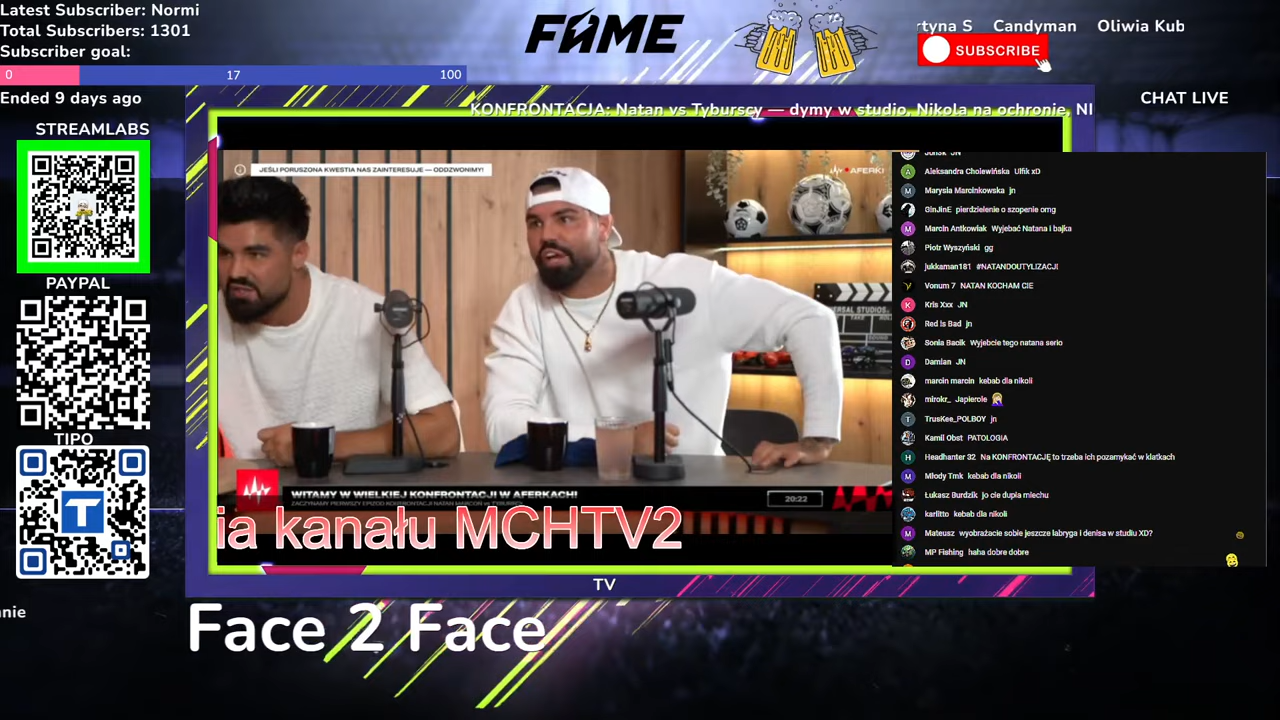 Latest Subscriber: Normi
Total Subscribers: 1301
Subscriber goal:
0 17 100
Ended 9 days ago
FAME
rtyna S Candyman Oliwia Kub
SUBSCRIBE
CHAT LIVE
KONFRONTACJA: Natan vs Tyburscy — dymy w studio, Nikola na ochronie, NI
STREAMLABS
PAYPAL
TIPO
T
JEŚLI PORUSZONA KWESTIA NAS ZAINTERESUJE — ODDZWONIMY!
AFERKI
UNIVERSAL STUDIOS
WITAMY W WIELKIEJ KONFRONTACJI W AFERKACH!
20:22
ia kanału MCHTV2
TV
Face 2 Face
nie
Aleksandra Cholewińska Ulfik xD
Marysia Marcinkowska jn
GinJinE pierdzielenie o szopenie omg
Marcin Antkowiak Wyjebać Natana i bajka
Piotr Wyszyński gg
jukkaman181 #NATANDOUTYLIZACJI
Vonum 7 NATAN KOCHAM CIE
Kris Xxx JN
Red is Bad jn
Sonia Bacik Wyjebcie tego natana serio
Damian JN
marcin marcin kebab dla nikoli
mirokr_ Japierole
TrusKee_POLBOY jn
Kamil Obst PATOLOGIA
Headhanter 32 Na KONFRONTACJĘ to trzeba ich pozamykać w klatkach
Młody Tmk kebab dla nikoli
Łukasz Burdzik jo cie dupia miechu
karlitto kebab dla nikoli
Mateusz wyobrażacie sobie jeszcze labryga i denisa w studiu XD?
MP Fishing haha dobre dobre